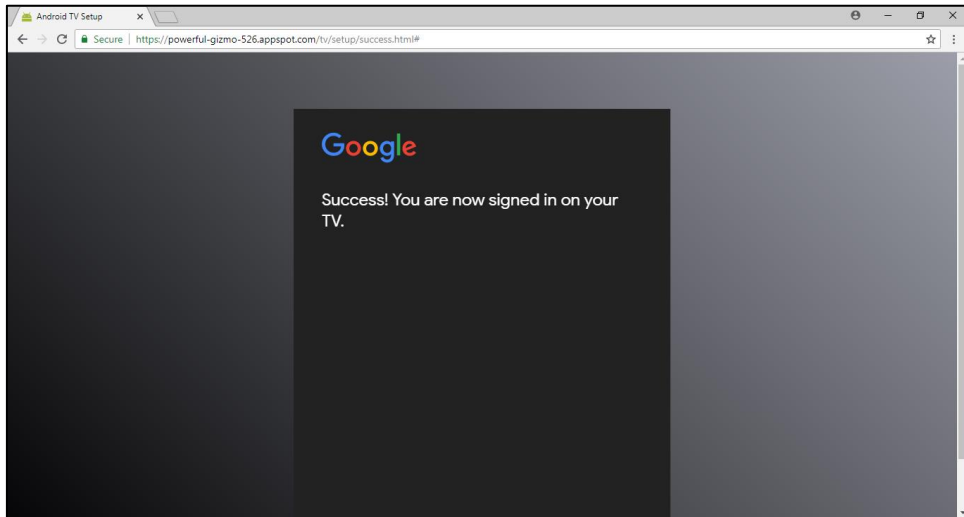 Android TV Setup
Secure https://powerful-gizmo-526.appspot.com/tv/setup/success.html#
Google
Success! You are now signed in on your
TV.